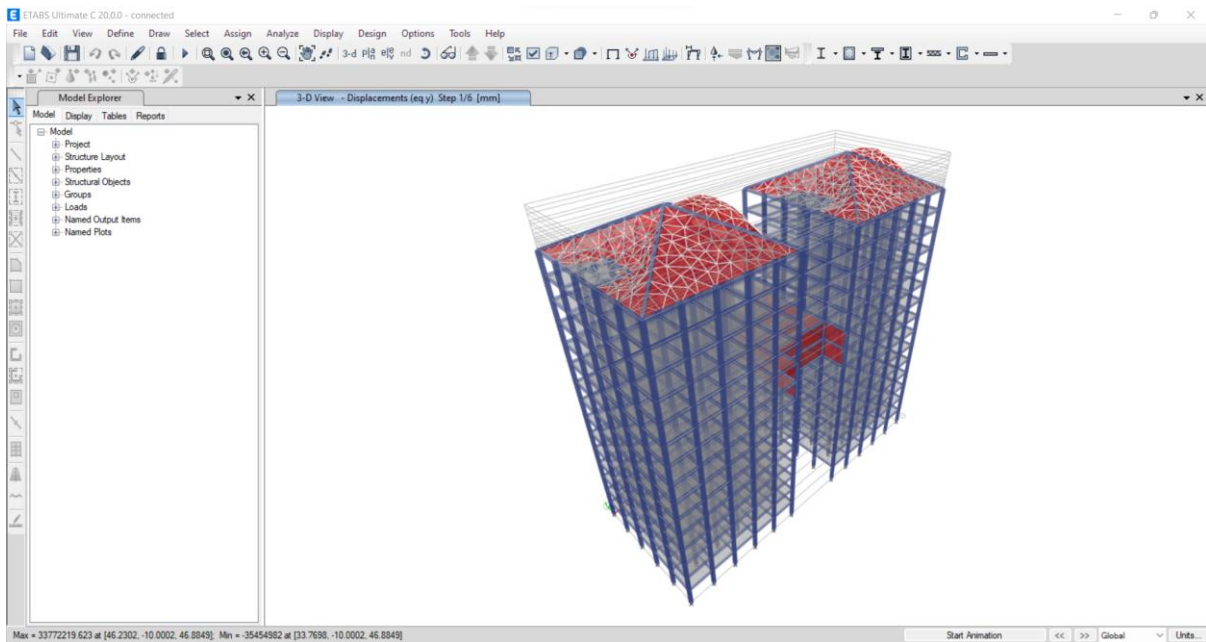 ETABS Ultimate C 20.0.0 - connected
File Edit View Define Draw Select Assign Analyze Display Design Options Tools Help
3-d
nd
Model Explorer
3-D View - Displacements (eq y) Step 1/6 [mm]
Model Display Tables Reports
Model
Project
Structure Layout
Properties
Structural Objects
Groups
Loads
Named Output Items
Named Plots
Max = 33772219.623 at [46.2302, -10.0002, 46.8849]; Min = -35454982 at [33.7698, -10.0002, 46.8849]
Start Animation << >> Global Units...